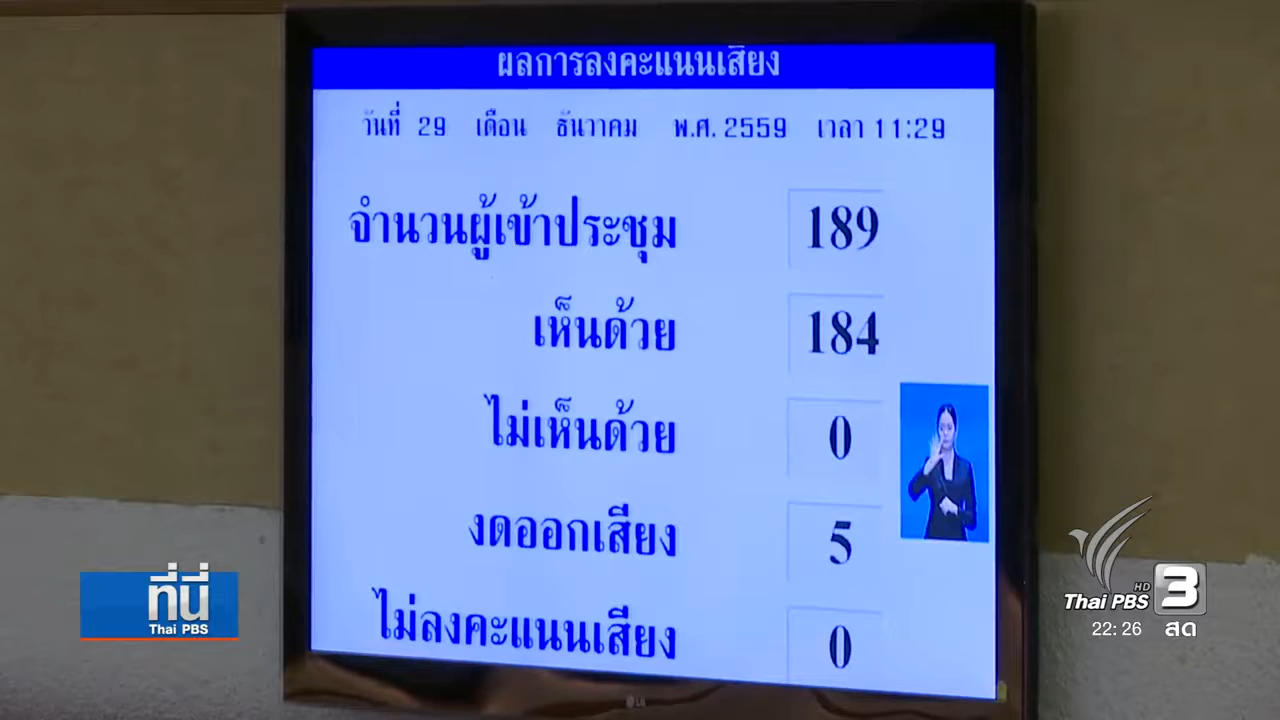 ผลการลงคะแนนเสียง
วันที่ 29 เดือน ธันวาคม พ.ศ. 2559 เวลา 11:29
จำนวนผู้เข้าประชุม 189
เห็นด้วย 184
ไม่เห็นด้วย 0
งดออกเสียง 5
ไม่ลงคะแนนเสียง 0
ที่นี่
Thai PBS
HD
Thai PBS 3
22:26 สด
LG